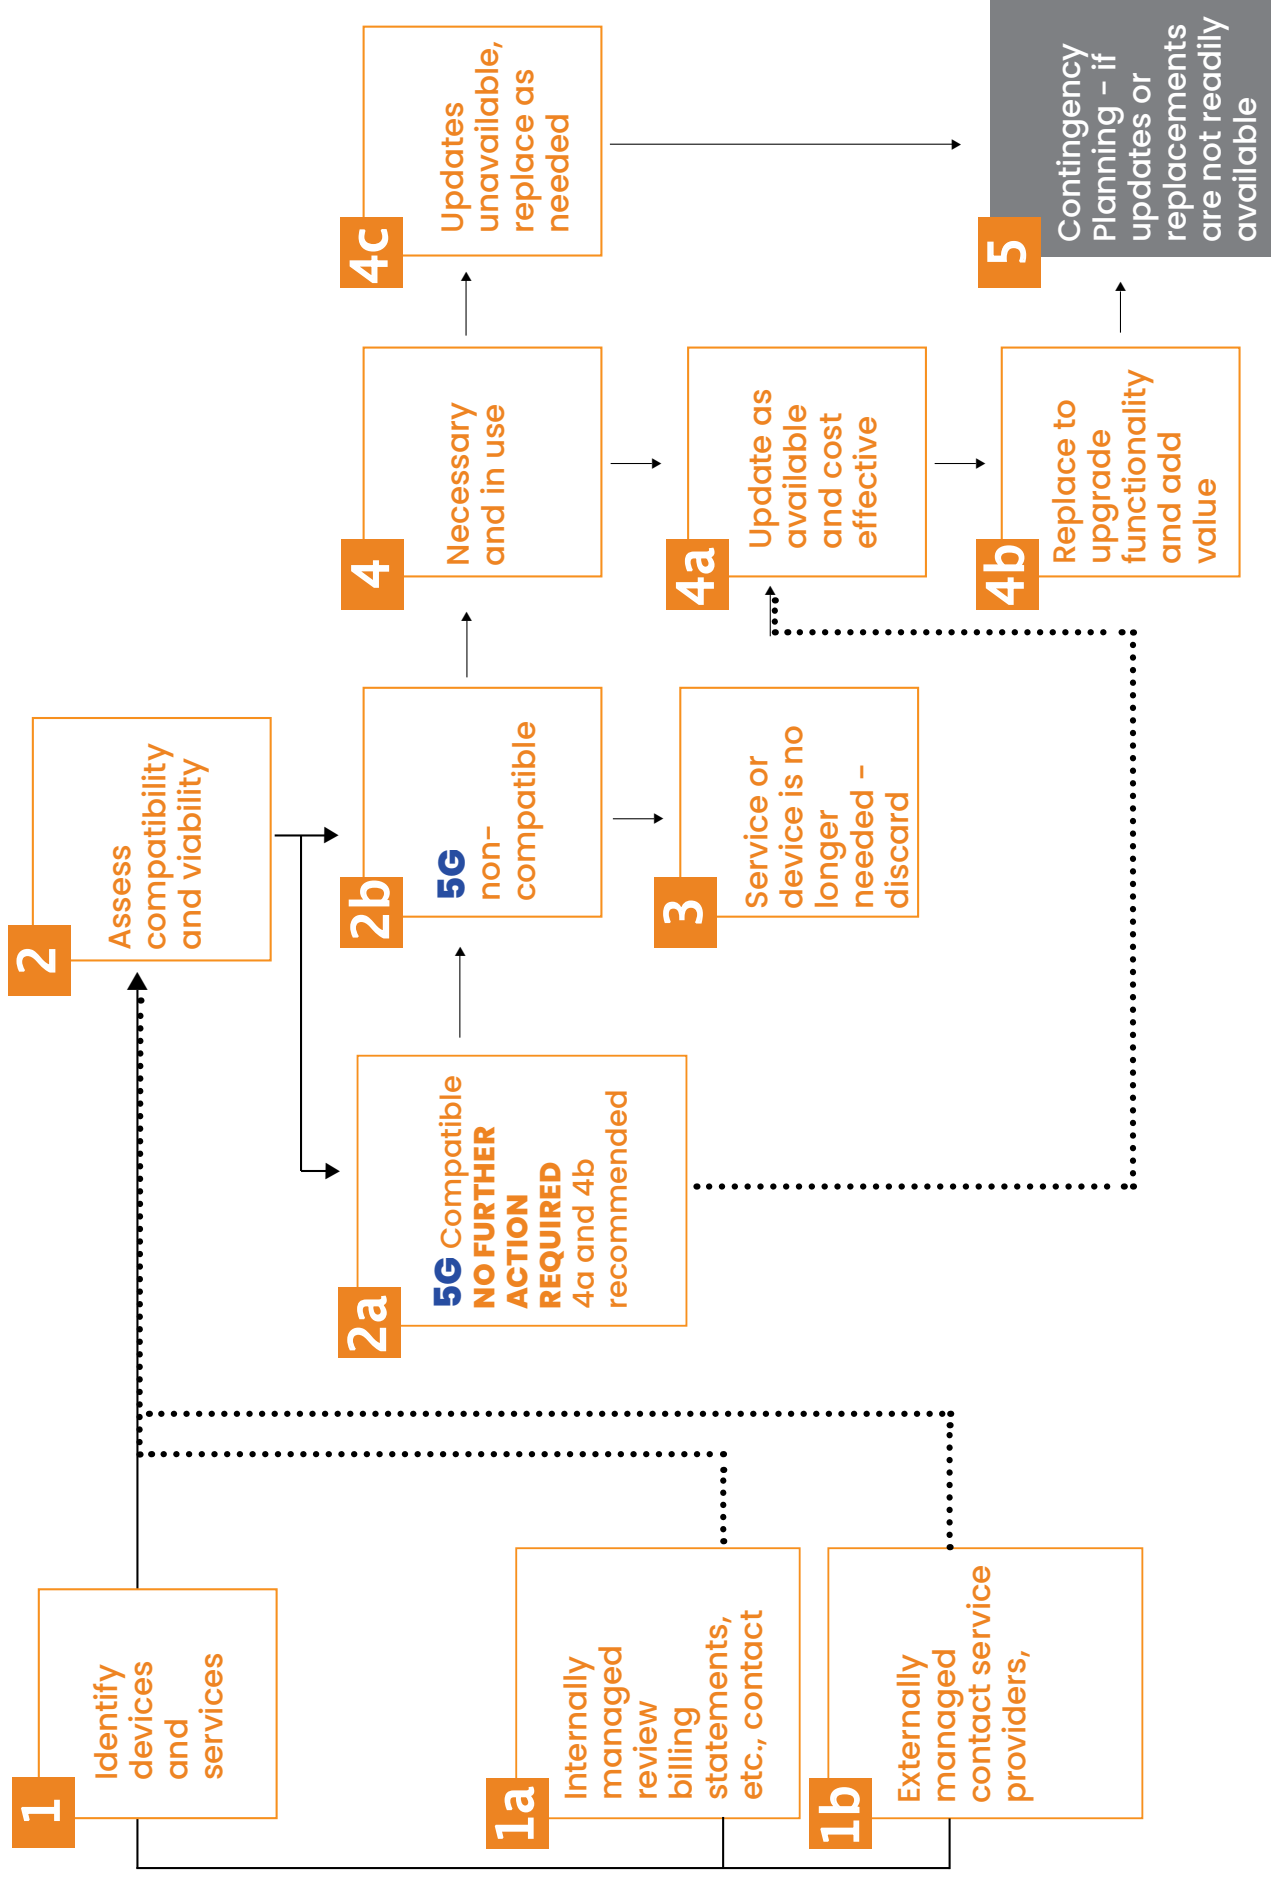 1
Identify
devices
and
services
1a
Internally
managed
review
billing
statements,
etc., contact
1b
Externally
managed
contact service
providers,
2
Assess
compatibility
and viability
2a
5G Compatible
NO FURTHER
ACTION
REQUIRED
4a and 4b
recommended
2b
5G
non-
compatible
3
Service or
device is no
longer
needed -
discard
4
Necessary
and in use
4a
Update as
available
and cost
effective
4b
Replace to
upgrade
functionality
and add
value
4c
Updates
unavailable,
replace as
needed
5
Contingency
Planning - if
updates or
replacements
are not readily
available